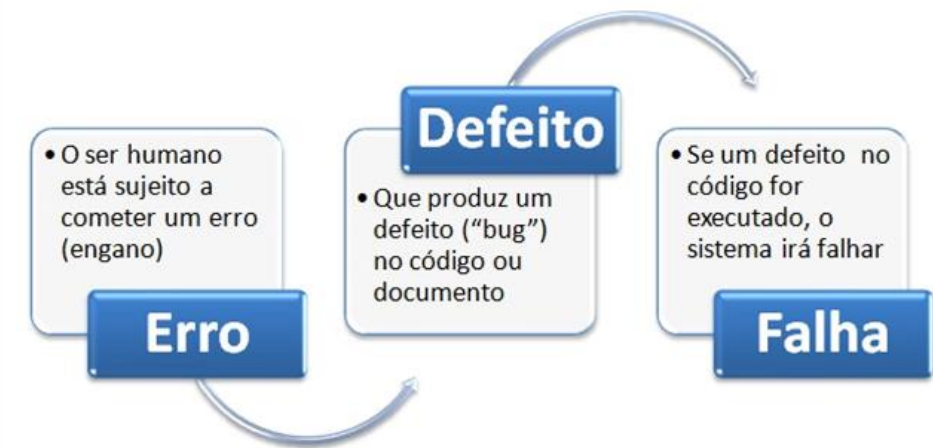 • O ser humano
está sujeito a
cometer um erro
(engano)
Erro
Defeito
• Que produz um
defeito (“bug”)
no código ou
documento
• Se um defeito no
código for
executado, o
sistema irá falhar
Falha